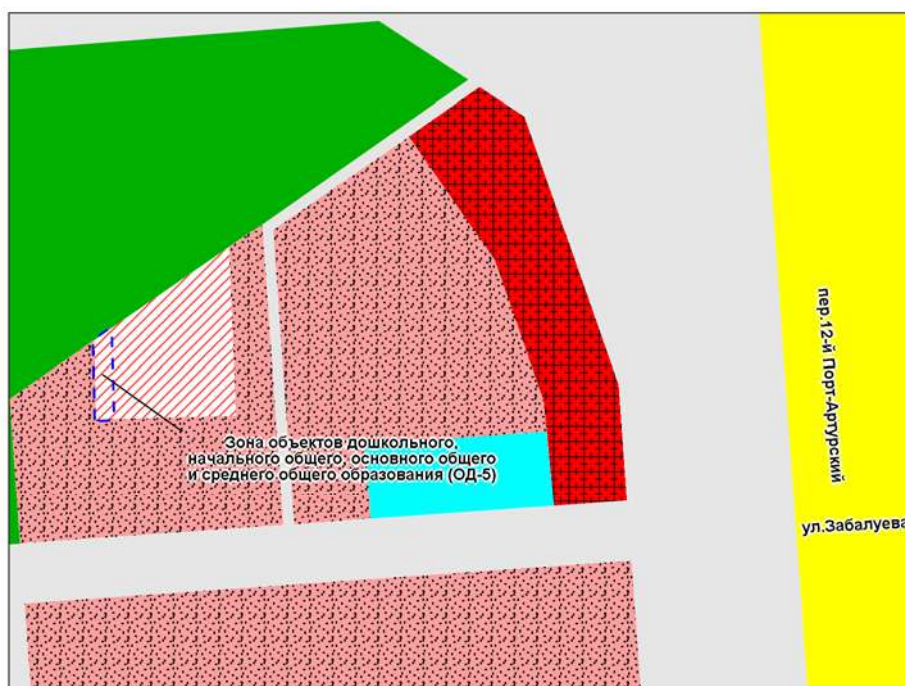 пер.12-й Порт-Артурский
Зона объектов дошкольного,
начального общего, основного общего
и среднего общего образования (ОД-5)
ул.Забалуева